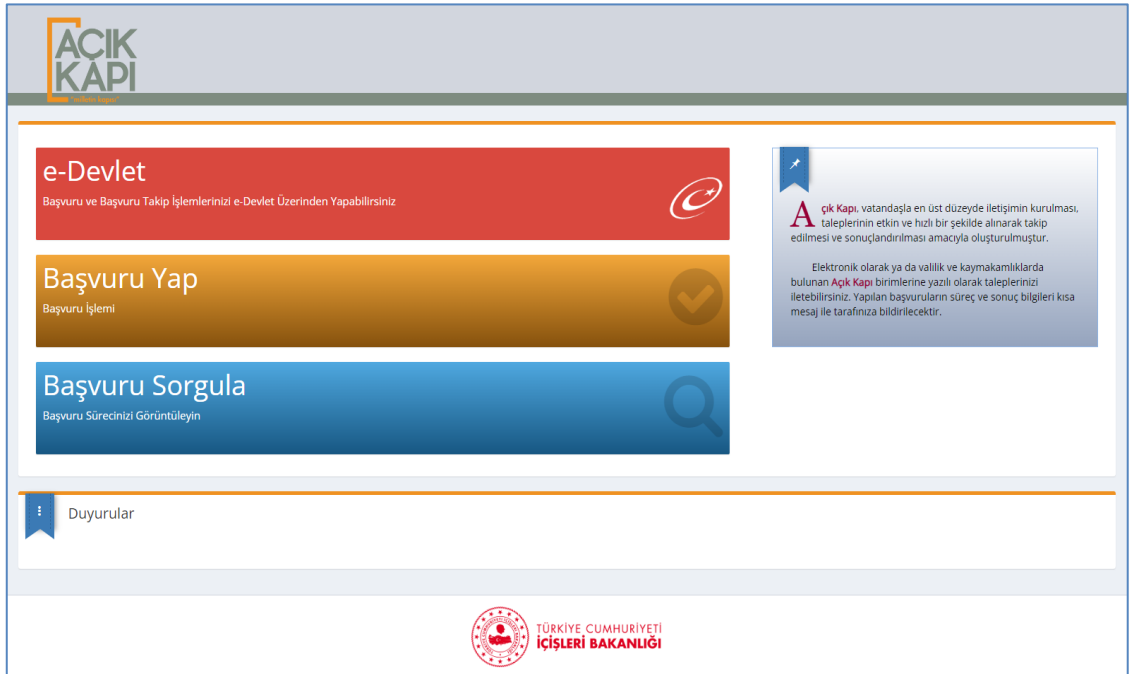 AÇIK
KAPI
"milletin kapısı"
e-Devlet
Başvuru ve Başvuru Takip İşlemlerinizi e-Devlet Üzerinden Yapabilirsiniz
Başvuru Yap
Başvuru İşlemi
Başvuru Sorgula
Başvuru Sürecinizi Görüntüleyin
Açık Kapı, vatandaşla en üst düzeyde iletişimin kurulması,
taleplerinin etkin ve hızlı bir şekilde alınarak takip
edilmesi ve sonuçlandırılması amacıyla oluşturulmuştur.
Elektronik olarak ya da valilik ve kaymakamlıklarda
bulunan Açık Kapı birimlerine yazılı olarak taleplerinizi
iletebilirsiniz. Yapılan başvuruların süreç ve sonuç bilgileri kısa
mesaj ile tarafınıza bildirilecektir.
Duyurular
TÜRKİYE CUMHURİYETİ
İÇİŞLERİ BAKANLIĞI